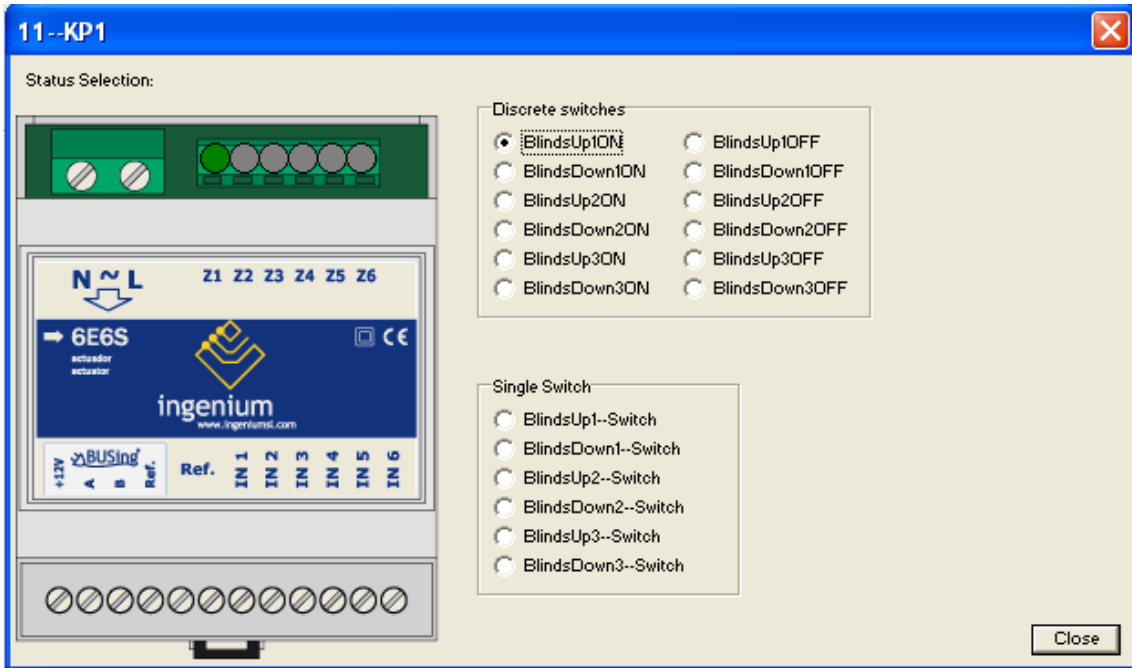 11--KP1
Status Selection:
Discrete switches
BlindsUp1ON
BlindsUp1OFF
BlindsDown1ON
BlindsDown1OFF
BlindsUp2ON
BlindsUp2OFF
BlindsDown2ON
BlindsDown2OFF
BlindsUp3ON
BlindsUp3OFF
BlindsDown3ON
BlindsDown3OFF
N ~ L
Z1 Z2 Z3 Z4 Z5 Z6
6E6S
actuador
actuator
CE
ingenium
www.ingeniumsl.com
+12V A B Ref.
BUSing
Ref. IN 1 IN 2 IN 3 IN 4 IN 5 IN 6
Single Switch
BlindsUp1--Switch
BlindsDown1--Switch
BlindsUp2--Switch
BlindsDown2--Switch
BlindsUp3--Switch
BlindsDown3--Switch
Close